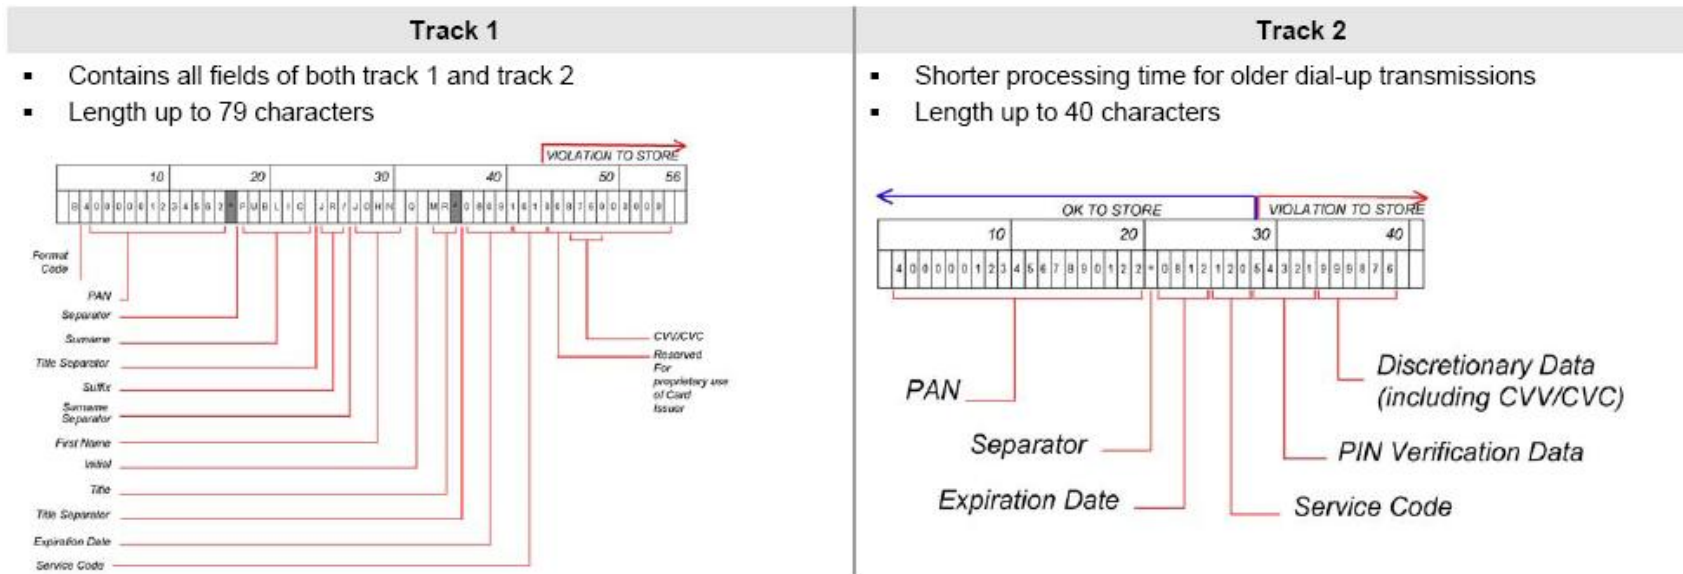 Track 1
▪ Contains all fields of both track 1 and track 2
▪ Length up to 79 characters
VIOLATION TO STORE
10 20 30 40 50 56
Format
Code
PAN
Separator
Surname
Title Separator
Suffix
Surname
Separator
First Name
Initial
Title
Title Separator
Expiration Date
Service Code
CVV/CVC
Reserved
For
proprietary use
of Card
Issuer
Track 2
▪ Shorter processing time for older dial-up transmissions
▪ Length up to 40 characters
OK TO STORE VIOLATION TO STORE
10 20 30 40
PAN
Separator
Expiration Date
Discretionary Data
(including CVV/CVC)
PIN Verification Data
Service Code